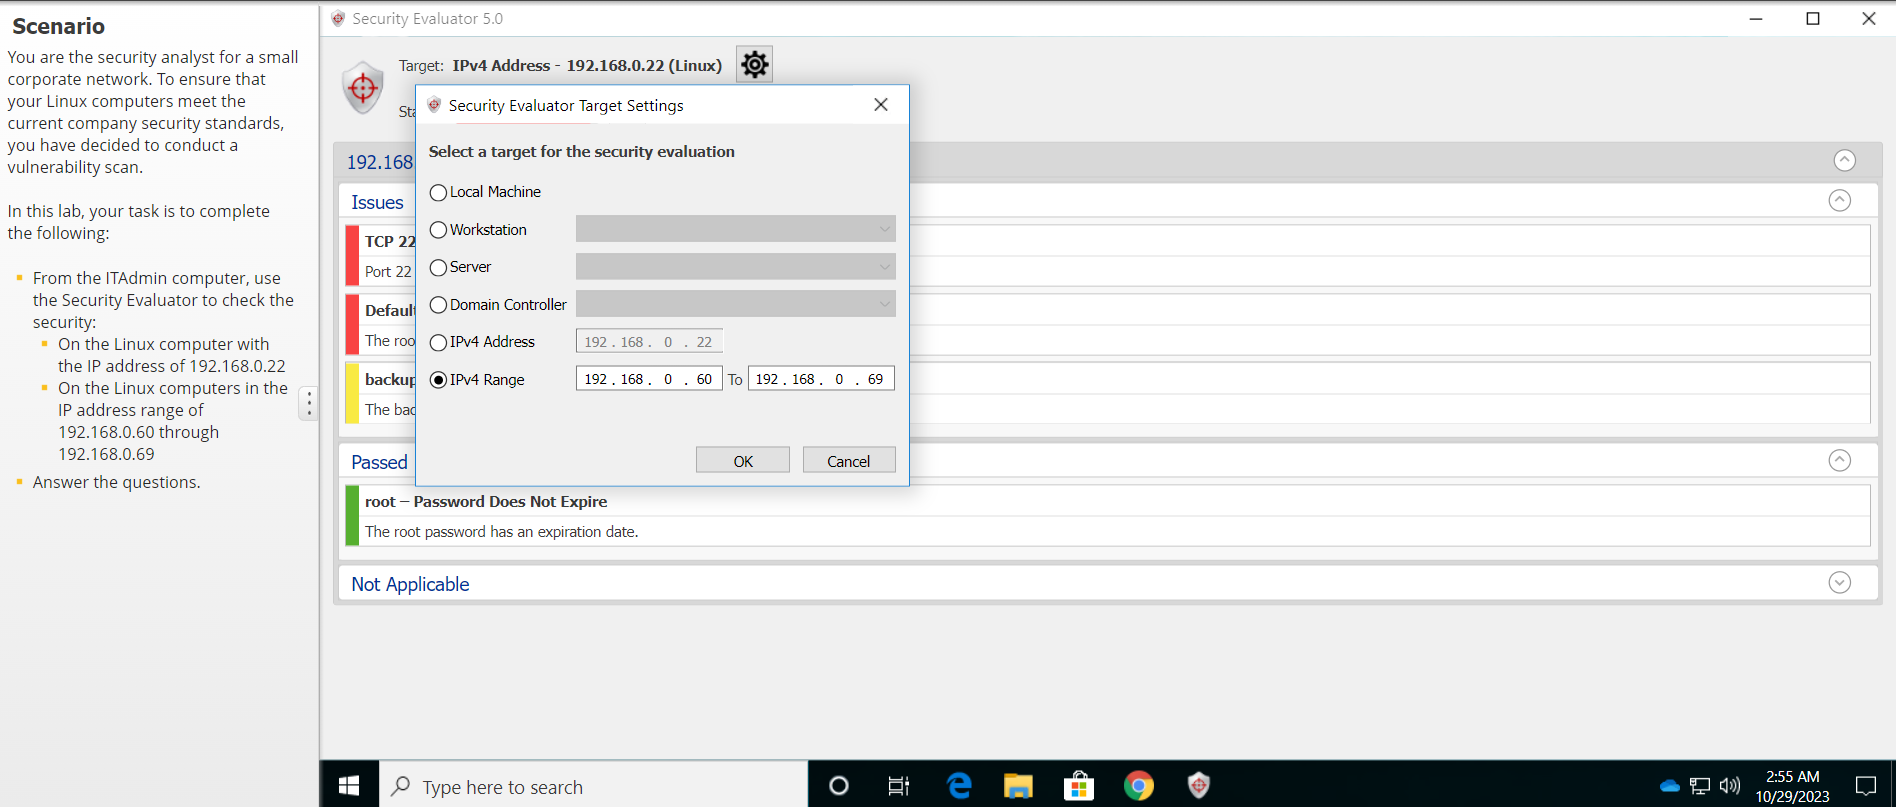 Scenario
You are the security analyst for a small
corporate network. To ensure that
your Linux computers meet the
current company security standards,
you have decided to conduct a
vulnerability scan.
In this lab, your task is to complete
the following:
From the ITAdmin computer, use
the Security Evaluator to check the
security:
On the Linux computer with
the IP address of 192.168.0.22
On the Linux computers in the
IP address range of
192.168.0.60 through
192.168.0.69
Answer the questions.
Security Evaluator 5.0
Target: IPv4 Address - 192.168.0.22 (Linux)
Sta
Security Evaluator Target Settings
Select a target for the security evaluation
Local Machine
Workstation
Server
Domain Controller
IPv4 Address 192 . 168 . 0 . 22
IPv4 Range 192 . 168 . 0 . 60 To 192 . 168 . 0 . 69
OK Cancel
192.168
Issues
TCP 22
Port 22
Default
The roo
backup
The bac
Passed
root – Password Does Not Expire
The root password has an expiration date.
Not Applicable
Type here to search
2:55 AM
10/29/2023